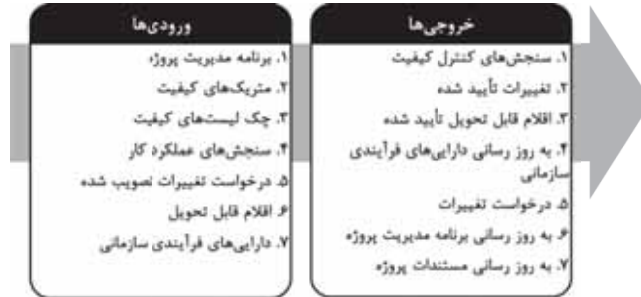 ورودی‌ها
۱. برنامه مدیریت پروژه
۲. متریک‌های کیفیت
۳. چک لیست‌های کیفیت
۴. سنجش‌های عملکرد کار
۵. درخواست تغییرات تصویب شده
۶. اقلام قابل تحویل
۷. دارایی‌های فرآیندی سازمانی
خروجی‌ها
۱. سنجش‌های کنترل کیفیت
۲. تغییرات تأیید شده
۳. اقلام قابل تحویل تأیید شده
۴. به روز رسانی دارایی‌های فرآیندی
سازمانی
۵. درخواست تغییرات
۶. به روز رسانی برنامه مدیریت پروژه
۷. به روز رسانی مستندات پروژه